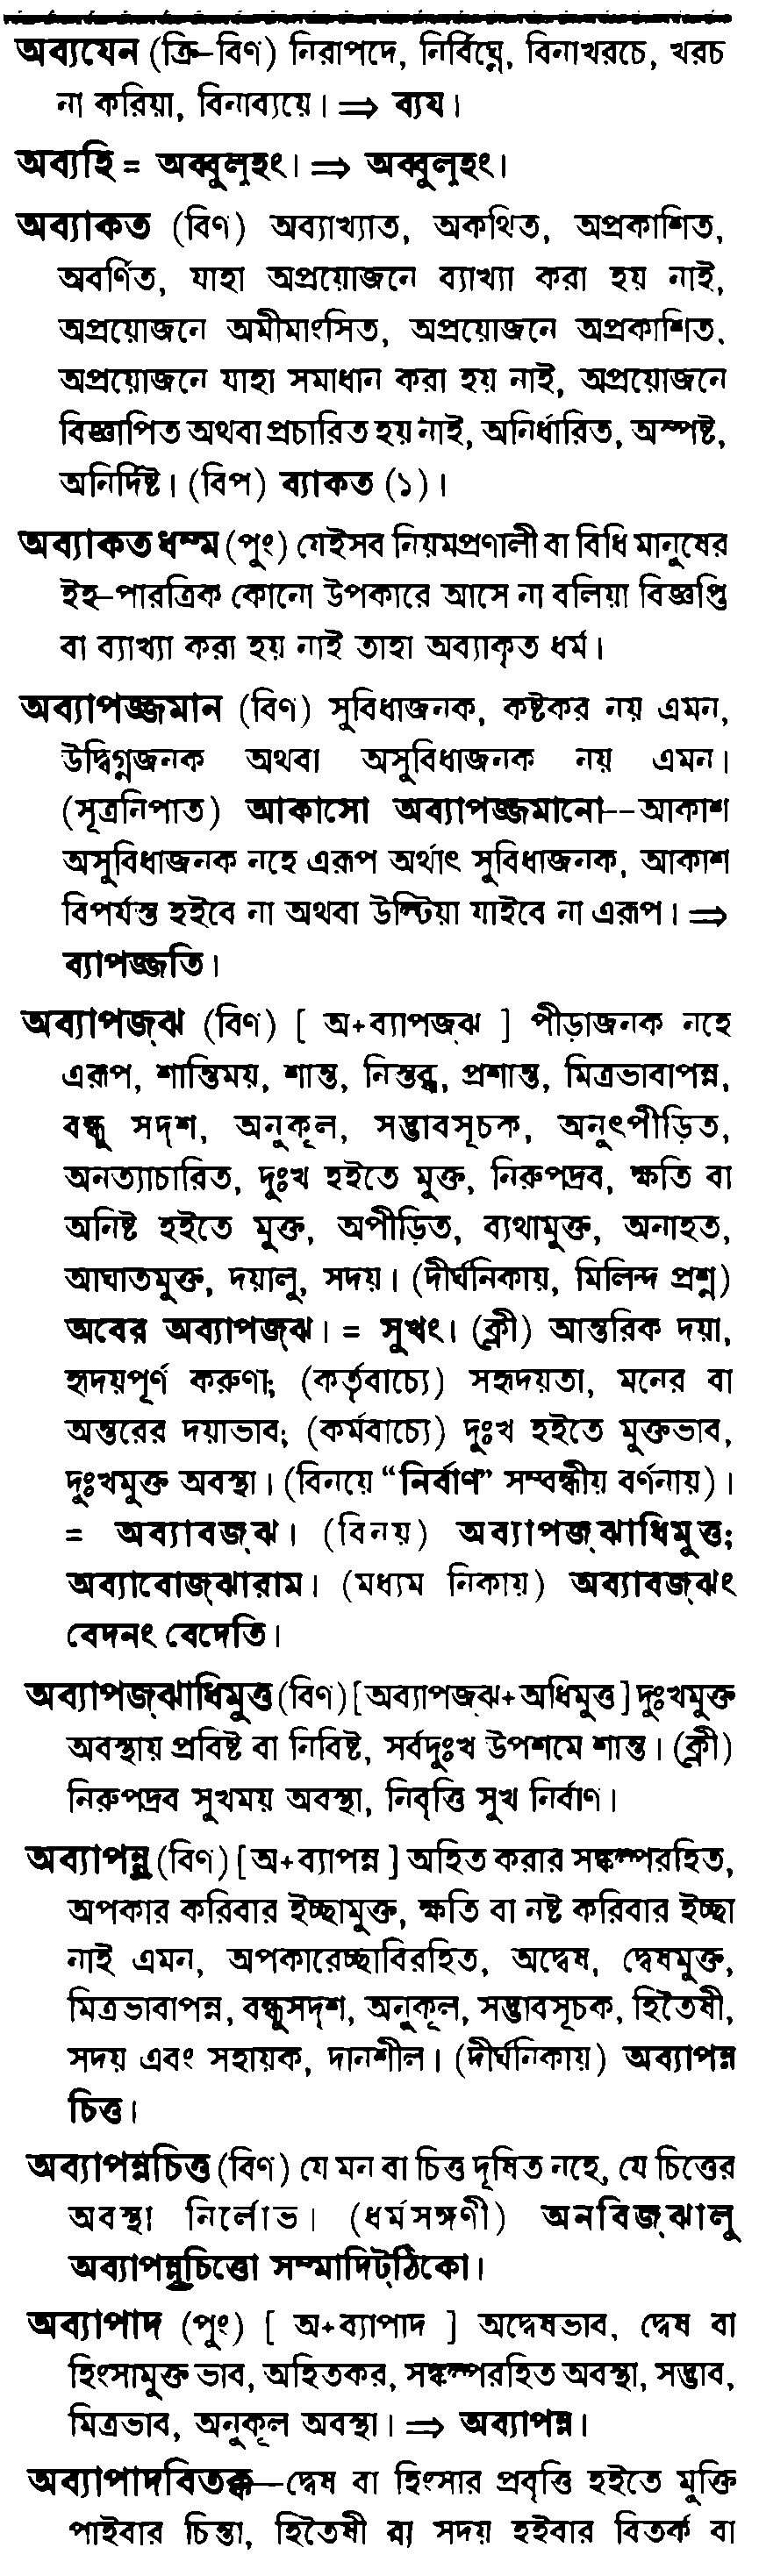 অব্যযেন (ক্রি–বিণ) নিরাপদে, নির্বিঘ্নে, বিনাখরচে, খরচ
না করিয়া, বিনাব্যয়ে। ⇒ ব্যয।
অব্যহি = অব্বুল্হং। ⇒ অব্বুল্হং।
অব্যাকত (বিণ) অব্যাখ্যাত, অকথিত, অপ্রকাশিত,
অবর্ণিত, যাহা অপ্রয়োজনে ব্যাখ্যা করা হয় নাই,
অপ্রয়োজনে অমীমাংসিত, অপ্রয়োজনে অপ্রকাশিত,
অপ্রয়োজনে যাহা সমাধান করা হয় নাই, অপ্রয়োজনে
বিজ্ঞাপিত অথবা প্রচারিত হয় নাই, অনির্ধারিত, অস্পষ্ট,
অনির্দিষ্ট। (বিপ) ব্যাকত (১)।
অব্যাকতধম্ম (পুং) যেইসব নিয়মপ্রণালী বা বিধি মানুষের
ইহ–পারত্রিক কোনো উপকারে আসে না বলিয়া বিজ্ঞপ্তি
বা ব্যাখ্যা করা হয় নাই তাহা অব্যাকৃত ধর্ম।
অব্যাপজ্জমান (বিণ) সুবিধাজনক, কষ্টকর নয় এমন,
উদ্বিগ্নজনক অথবা অসুবিধাজনক নয় এমন।
(সূত্রনিপাত) আকাসো অব্যাপজ্জমানো--আকাশ
অসুবিধাজনক নহে এরূপ অর্থাৎ সুবিধাজনক, আকাশ
বিপর্যস্ত হইবে না অথবা উল্টিয়া যাইবে না এরূপ। ⇒
ব্যাপজ্জতি।
অব্যাপজ্ঝ (বিণ) [ অ+ব্যাপজ্ঝ ] পীড়াজনক নহে
এরূপ, শান্তিময়, শান্ত, নিস্তব্ধ, প্রশান্ত, মিত্রভাবাপন্ন,
বন্ধু সদৃশ, অনুকূল, সদ্ভাবসূচক, অনুৎপীড়িত,
অনত্যাচারিত, দুঃখ হইতে মুক্ত, নিরুপদ্রব, ক্ষতি বা
অনিষ্ট হইতে মুক্ত, অপীড়িত, ব্যথামুক্ত, অনাহত,
আঘাতমুক্ত, দয়ালু, সদয়। (দীর্ঘনিকায়, মিলিন্দ প্রশ্ন)
অবের অব্যাপজ্ঝ। = সুখং। (ক্লী) আন্তরিক দয়া,
হৃদয়পূর্ণ করুণা; (কর্তৃবাচ্যে) সহৃদয়তা, মনের বা
অন্তরের দয়াভাব; (কর্মবাচ্যে) দুঃখ হইতে মুক্তভাব,
দুঃখমুক্ত অবস্থা। (বিনয়ে “নির্বাণ” সম্বন্ধীয় বর্ণনায়)।
= অব্যাবজ্ঝ। (বিনয়) অব্যাপজ্ঝাধিমুত্ত;
অব্যাবোজ্ঝারাম। (মধ্যম নিকায়) অব্যাবজ্ঝং
বেদনং বেদেতি।
অব্যাপজ্ঝাধিমুত্ত (বিণ) [অব্যাপজ্ঝ+অধিমুত্ত] দুঃখমুক্ত
অবস্থায় প্রবিষ্ট বা নিবিষ্ট, সর্বদুঃখ উপশমে শান্ত। (ক্লী)
নিরুপদ্রব সুখময় অবস্থা, নিবৃত্তি সুখ নির্বাণ।
অব্যাপন্ন (বিণ) [অ+ব্যাপন্ন ] অহিত করার সঙ্কল্পরহিত,
অপকার করিবার ইচ্ছামুক্ত, ক্ষতি বা নষ্ট করিবার ইচ্ছা
নাই এমন, অপকারেচ্ছাবিরহিত, অদ্বেষ, দ্বেষমুক্ত,
মিত্রভাবাপন্ন, বন্ধুসদৃশ, অনুকূল, সদ্ভাবসূচক, হিতৈষী,
সদয় এবং সহায়ক, দানশীল। (দীর্ঘনিকায়) অব্যাপন্ন
চিত্ত।
অব্যাপন্নচিত্ত (বিণ) যে মন বা চিত্ত দূষিত নহে, যে চিত্তের
অবস্থা নির্লোভ। (ধর্মসঙ্গণী) অনবিজ্ঝালু
অব্যাপন্নচিত্তো সম্মাদিট্ঠিকো।
অব্যাপাদ (পুং) [ অ+ব্যাপাদ ] অদ্বেষভাব, দ্বেষ বা
হিংসামুক্ত ভাব, অহিতকর, সঙ্কল্পরহিত অবস্থা, সদ্ভাব,
মিত্রভাব, অনুকূল অবস্থা। ⇒ অব্যাপন্ন।
অব্যাপাদবিতক্ক—দ্বেষ বা হিংসার প্রবৃত্তি হইতে মুক্তি
পাইবার চিন্তা, হিতৈষী বা সদয় হইবার বিতর্ক বা